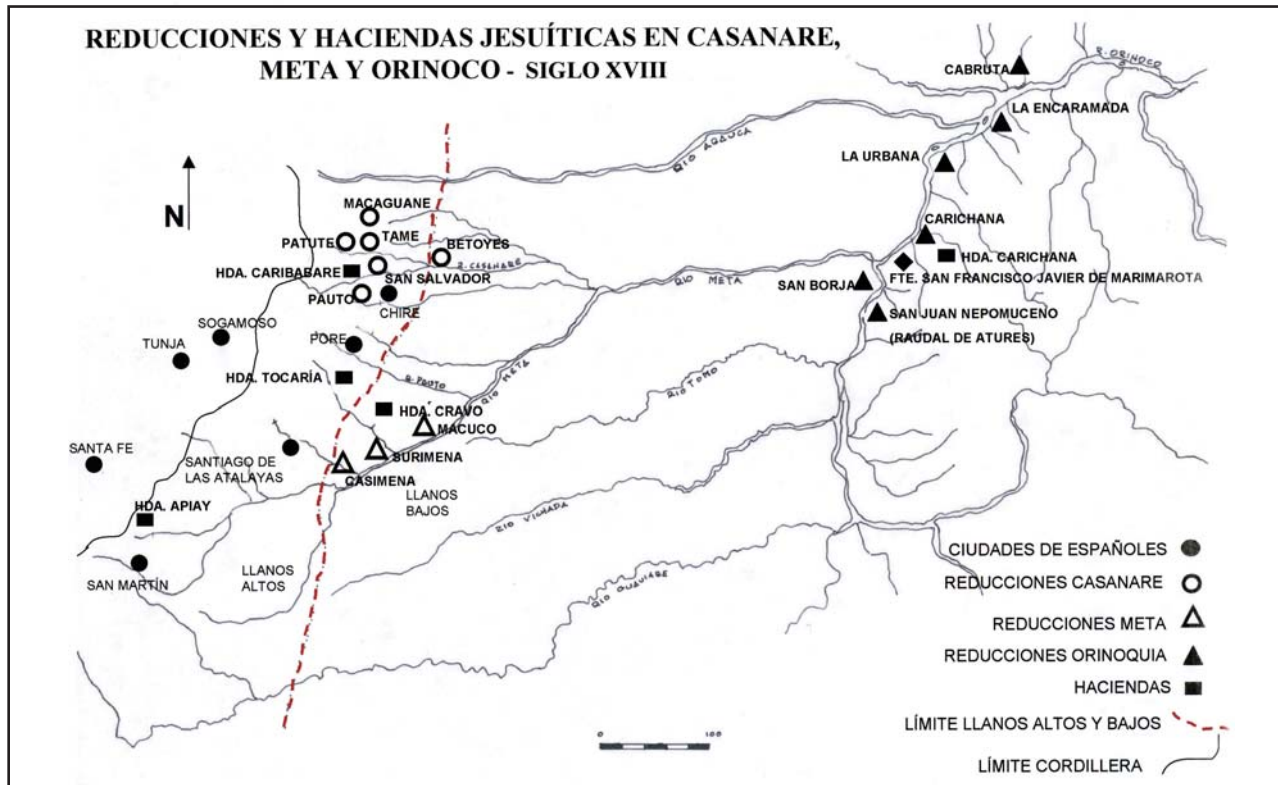 REDUCCIONES Y HACIENDAS JESUÍTICAS EN CASANARE,
META Y ORINOCO - SIGLO XVIII
R. ORINOCO
CABRUTA
LA ENCARAMADA
RIO ARAUCA
LA URBANA
N
MACAGUANE
PATUTE
TAME
BETOYES
CARICHANA
HDA. CARIBABARE
R. CASANARE
SAN SALVADOR
HDA. CARICHANA
FTE. SAN FRANCISCO JAVIER DE MARIMAROTA
RIO META
SAN BORJA
PAUTO
CHIRE
SAN JUAN NEPOMUCENO
(RAUDAL DE ATURES)
SOGAMOSO
TUNJA
PORE
HDA. TOCARÍA
R. PAUTO
RIO META
RIO TOMO
HDA. CRAVO
MACUCO
SANTA FE
SANTIAGO DE
LAS ATALAYAS
SURIMENA
CASIMENA
LLANOS
BAJOS
HDA. APIAY
RIO VICHADA
SAN MARTÍN
LLANOS
ALTOS
RIO GUAVIARE
CIUDADES DE ESPAÑOLES
REDUCCIONES CASANARE
REDUCCIONES META
REDUCCIONES ORINOQUIA
HACIENDAS
LÍMITE LLANOS ALTOS Y BAJOS
LÍMITE CORDILLERA
0 100